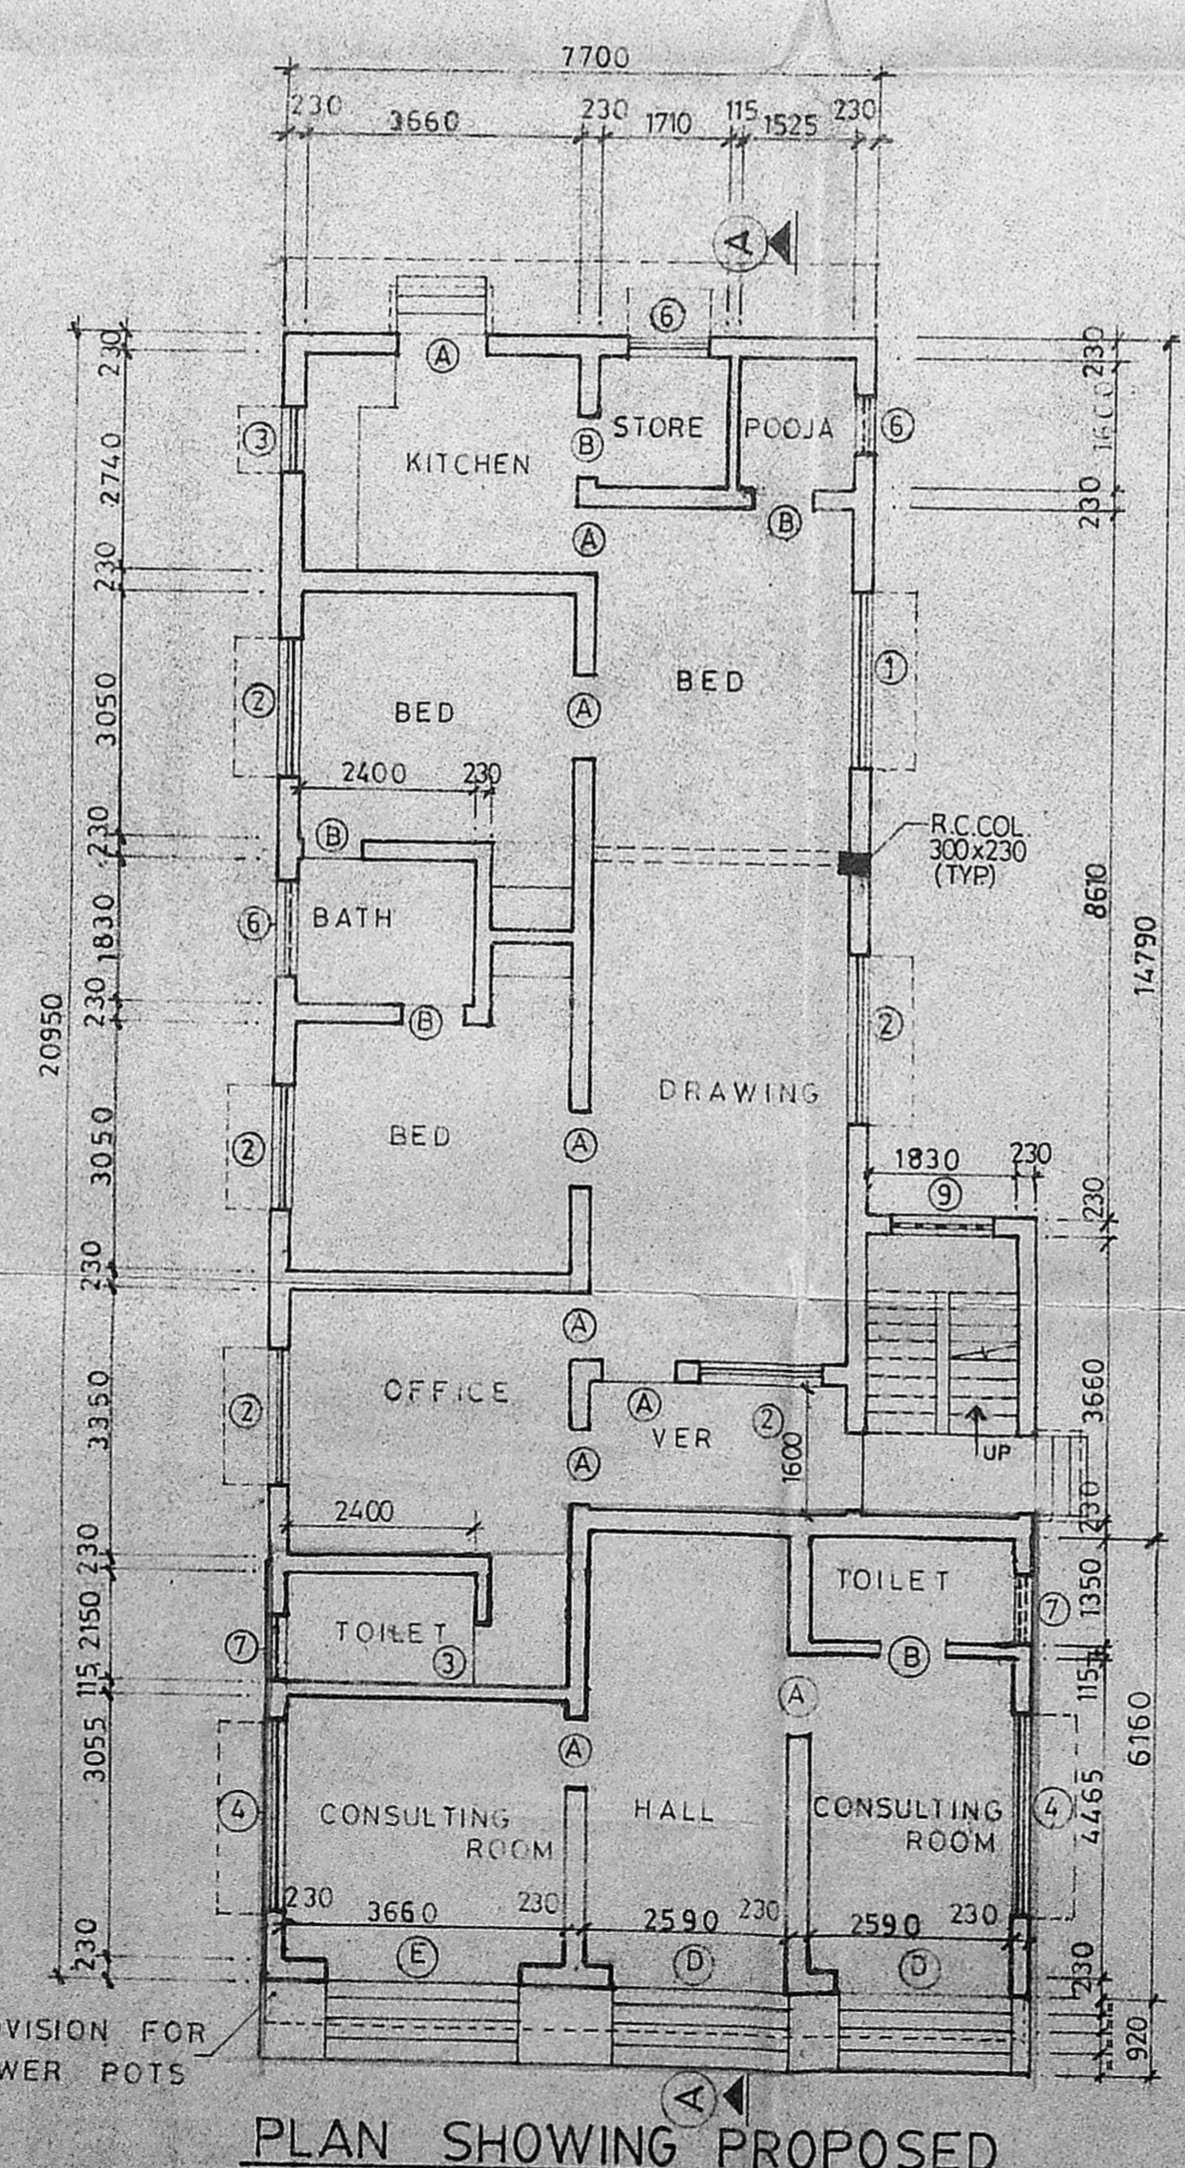 7700
230 3660 230 1710 115 1525 230
A
6
A
230
230
3
2740
KITCHEN
B
STORE
POOJA
6
1600
230
A
B
230
BED
1
2
BED
A
3050
2400 230
B
230
R.C.COL.
300x230
(TYP)
8610
6
BATH
1830
14790
230
B
2
20950
DRAWING
2
BED
A
3050
1830 230
9
230
230
A
2
OFFICE
A
2
VER
3350
3660
A
1600
UP
2400
230
230
TOILET
7
1350
TOILET
3
7
2150
B
115
115
A
3055
A
6160
4
CONSULTING
ROOM
HALL
CONSULTING
ROOM
4
4465
230 3660 230 2590 230 2590 230
E
D
D
230
230
VISION FOR
WER POTS
920
A
PLAN SHOWING PROPOSED